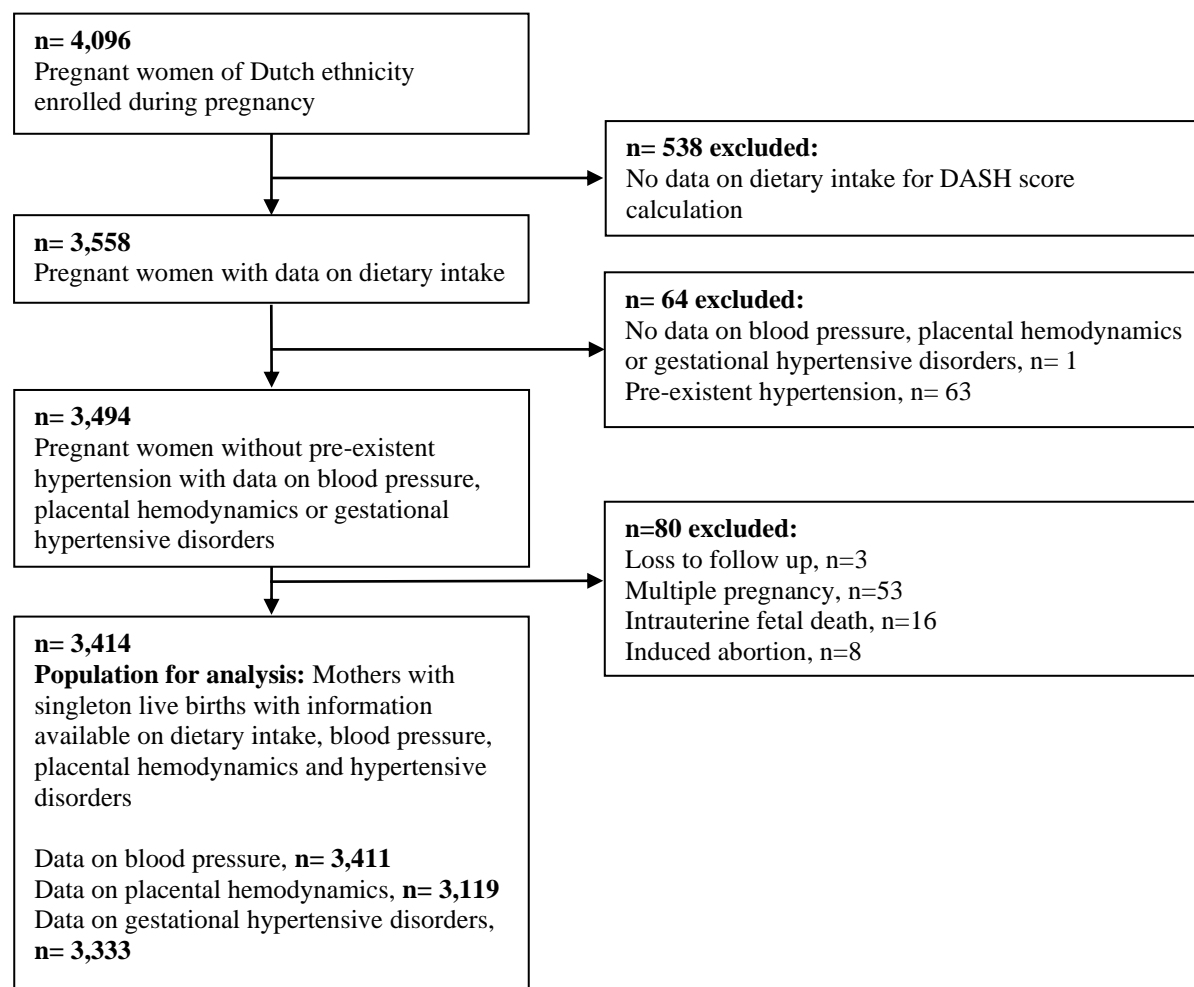 n= 4,096
Pregnant women of Dutch ethnicity
enrolled during pregnancy
n= 538 excluded:
No data on dietary intake for DASH score
calculation
n= 3,558
Pregnant women with data on dietary intake
n= 64 excluded:
No data on blood pressure, placental hemodynamics
or gestational hypertensive disorders, n= 1
Pre-existent hypertension, n= 63
n= 3,494
Pregnant women without pre-existent
hypertension with data on blood pressure,
placental hemodynamics or gestational
hypertensive disorders
n=80 excluded:
Loss to follow up, n=3
Multiple pregnancy, n=53
Intrauterine fetal death, n=16
Induced abortion, n=8
n= 3,414
Population for analysis: Mothers with
singleton live births with information
available on dietary intake, blood pressure,
placental hemodynamics and hypertensive
disorders
Data on blood pressure, n= 3,411
Data on placental hemodynamics, n= 3,119
Data on gestational hypertensive disorders,
n= 3,333